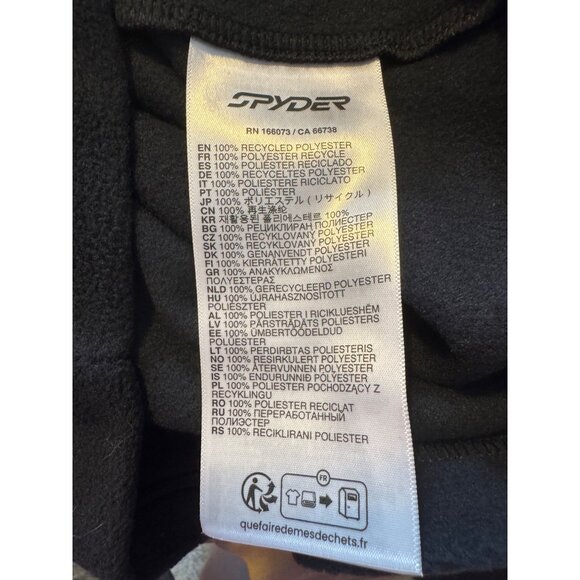 SPYDER
RN 166073 / CA 66738
EN 100% RECYCLED POLYESTER
FR 100% POLYESTER RECYCLE
ES 100% POLIÉSTER RECICLADO
DE 100% RECYCELTES POLYESTER
IT 100% POLIESTERE RICICLATO
PT 100% POLIÉSTER
JP 100% ポリエステル ( リサイクル )
CN 100% 再生涤纶
KR 재활용된 폴리에스테르 100%
BG 100% РЕЦИКЛИРАН ПОЛИЕСТЕР
CZ 100% RECYKLOVANÝ POLYESTER
SK 100% RECYKLOVANÝ POLYESTER
DK 100% GENANVENDT POLYESTER
FI 100% KIERRÄTETTY POLYESTERI
GR 100% ΑΝΑΚΥΚΛΩΜΕΝΟΣ
ΠΟΛΥΕΣΤΕΡΑΣ
NLD 100% GERECYCLEERD POLYESTER
HU 100% ÚJRAHASZNOSÍTOTT
POLIÉSZTER
AL 100% POLIESTER I RICIKLUESHËM
LV 100% PĀRSTRĀDĀTS POLIESTERS
EE 100% ÜMBERTÖÖDELDUD
POLÜESTER
LT 100% PERDIRBTAS POLIESTERIS
NO 100% RESIRKULERT POLYESTER
SE 100% ÅTERVUNNEN POLYESTER
IS 100% ENDURUNNIÐ PÓLÝESTER
PL 100% POLIESTER POCHODZĄCY Z
RECYKLINGU
RO 100% POLIESTER RECICLAT
RU 100% ПЕРЕРАБОТАННЫЙ
ПОЛИЭСТЕР
RS 100% RECIKLIRANI POLIESTER
FR
quefairedemesdechets.fr